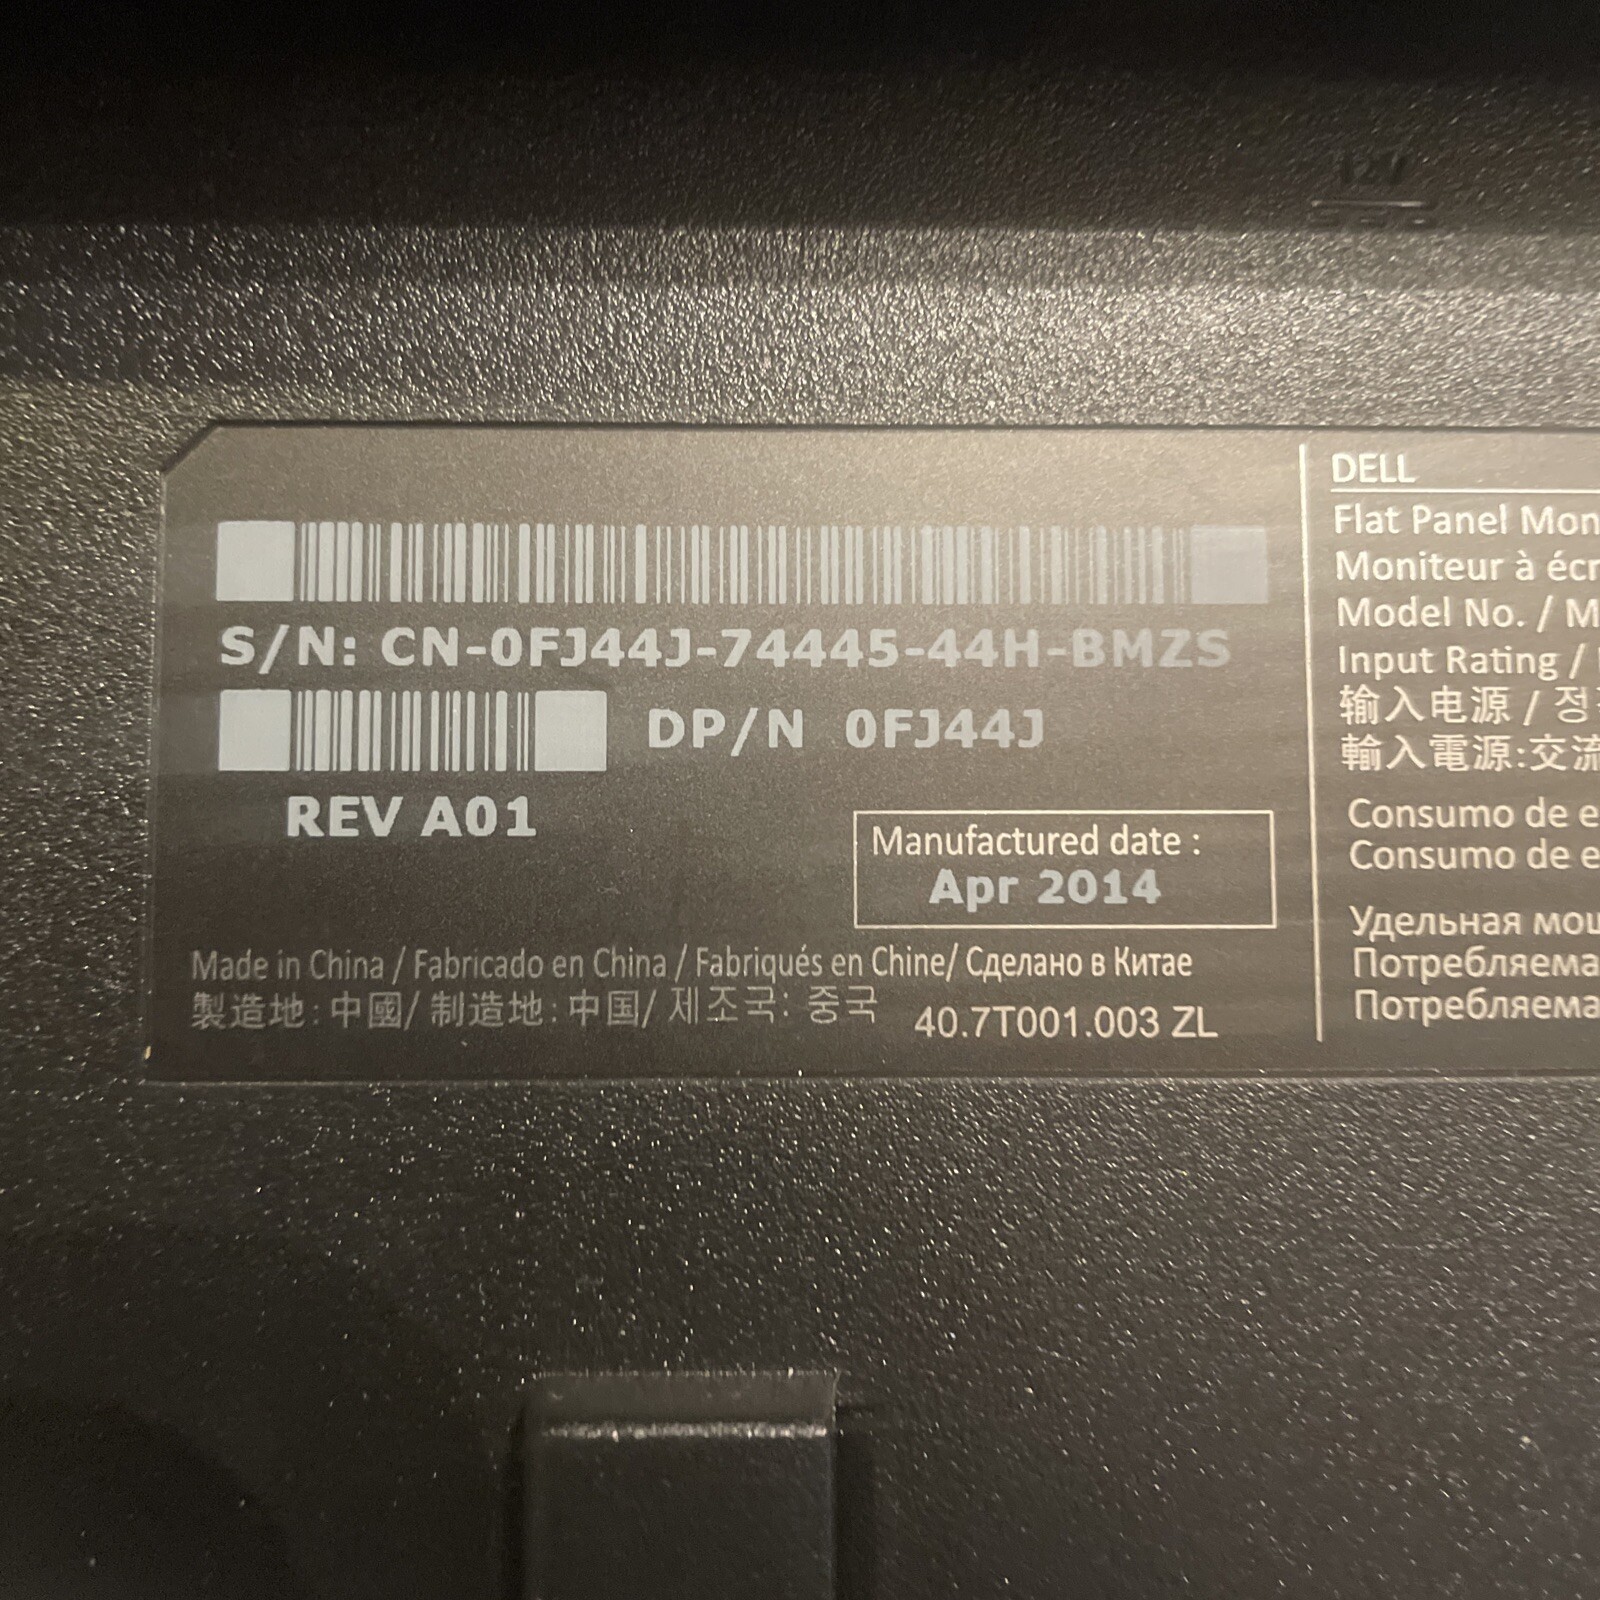 12V
S/N: CN-0FJ44J-74445-44H-BMZS
DP/N 0FJ44J
REV A01
Manufactured date :
Apr 2014
Made in China / Fabricado en China / Fabriqués en Chine/ Сделано в Китае
製造地: 中國/ 制造地: 中国/ 제조국: 중국
40.7T001.003 ZL
DELL
Flat Panel Mon
Moniteur à écr
Model No. / M
Input Rating /
输入电源 / 정
輸入電源:交流
Consumo de e
Consumo de e
Удельная мощ
Потребляема
Потребляема